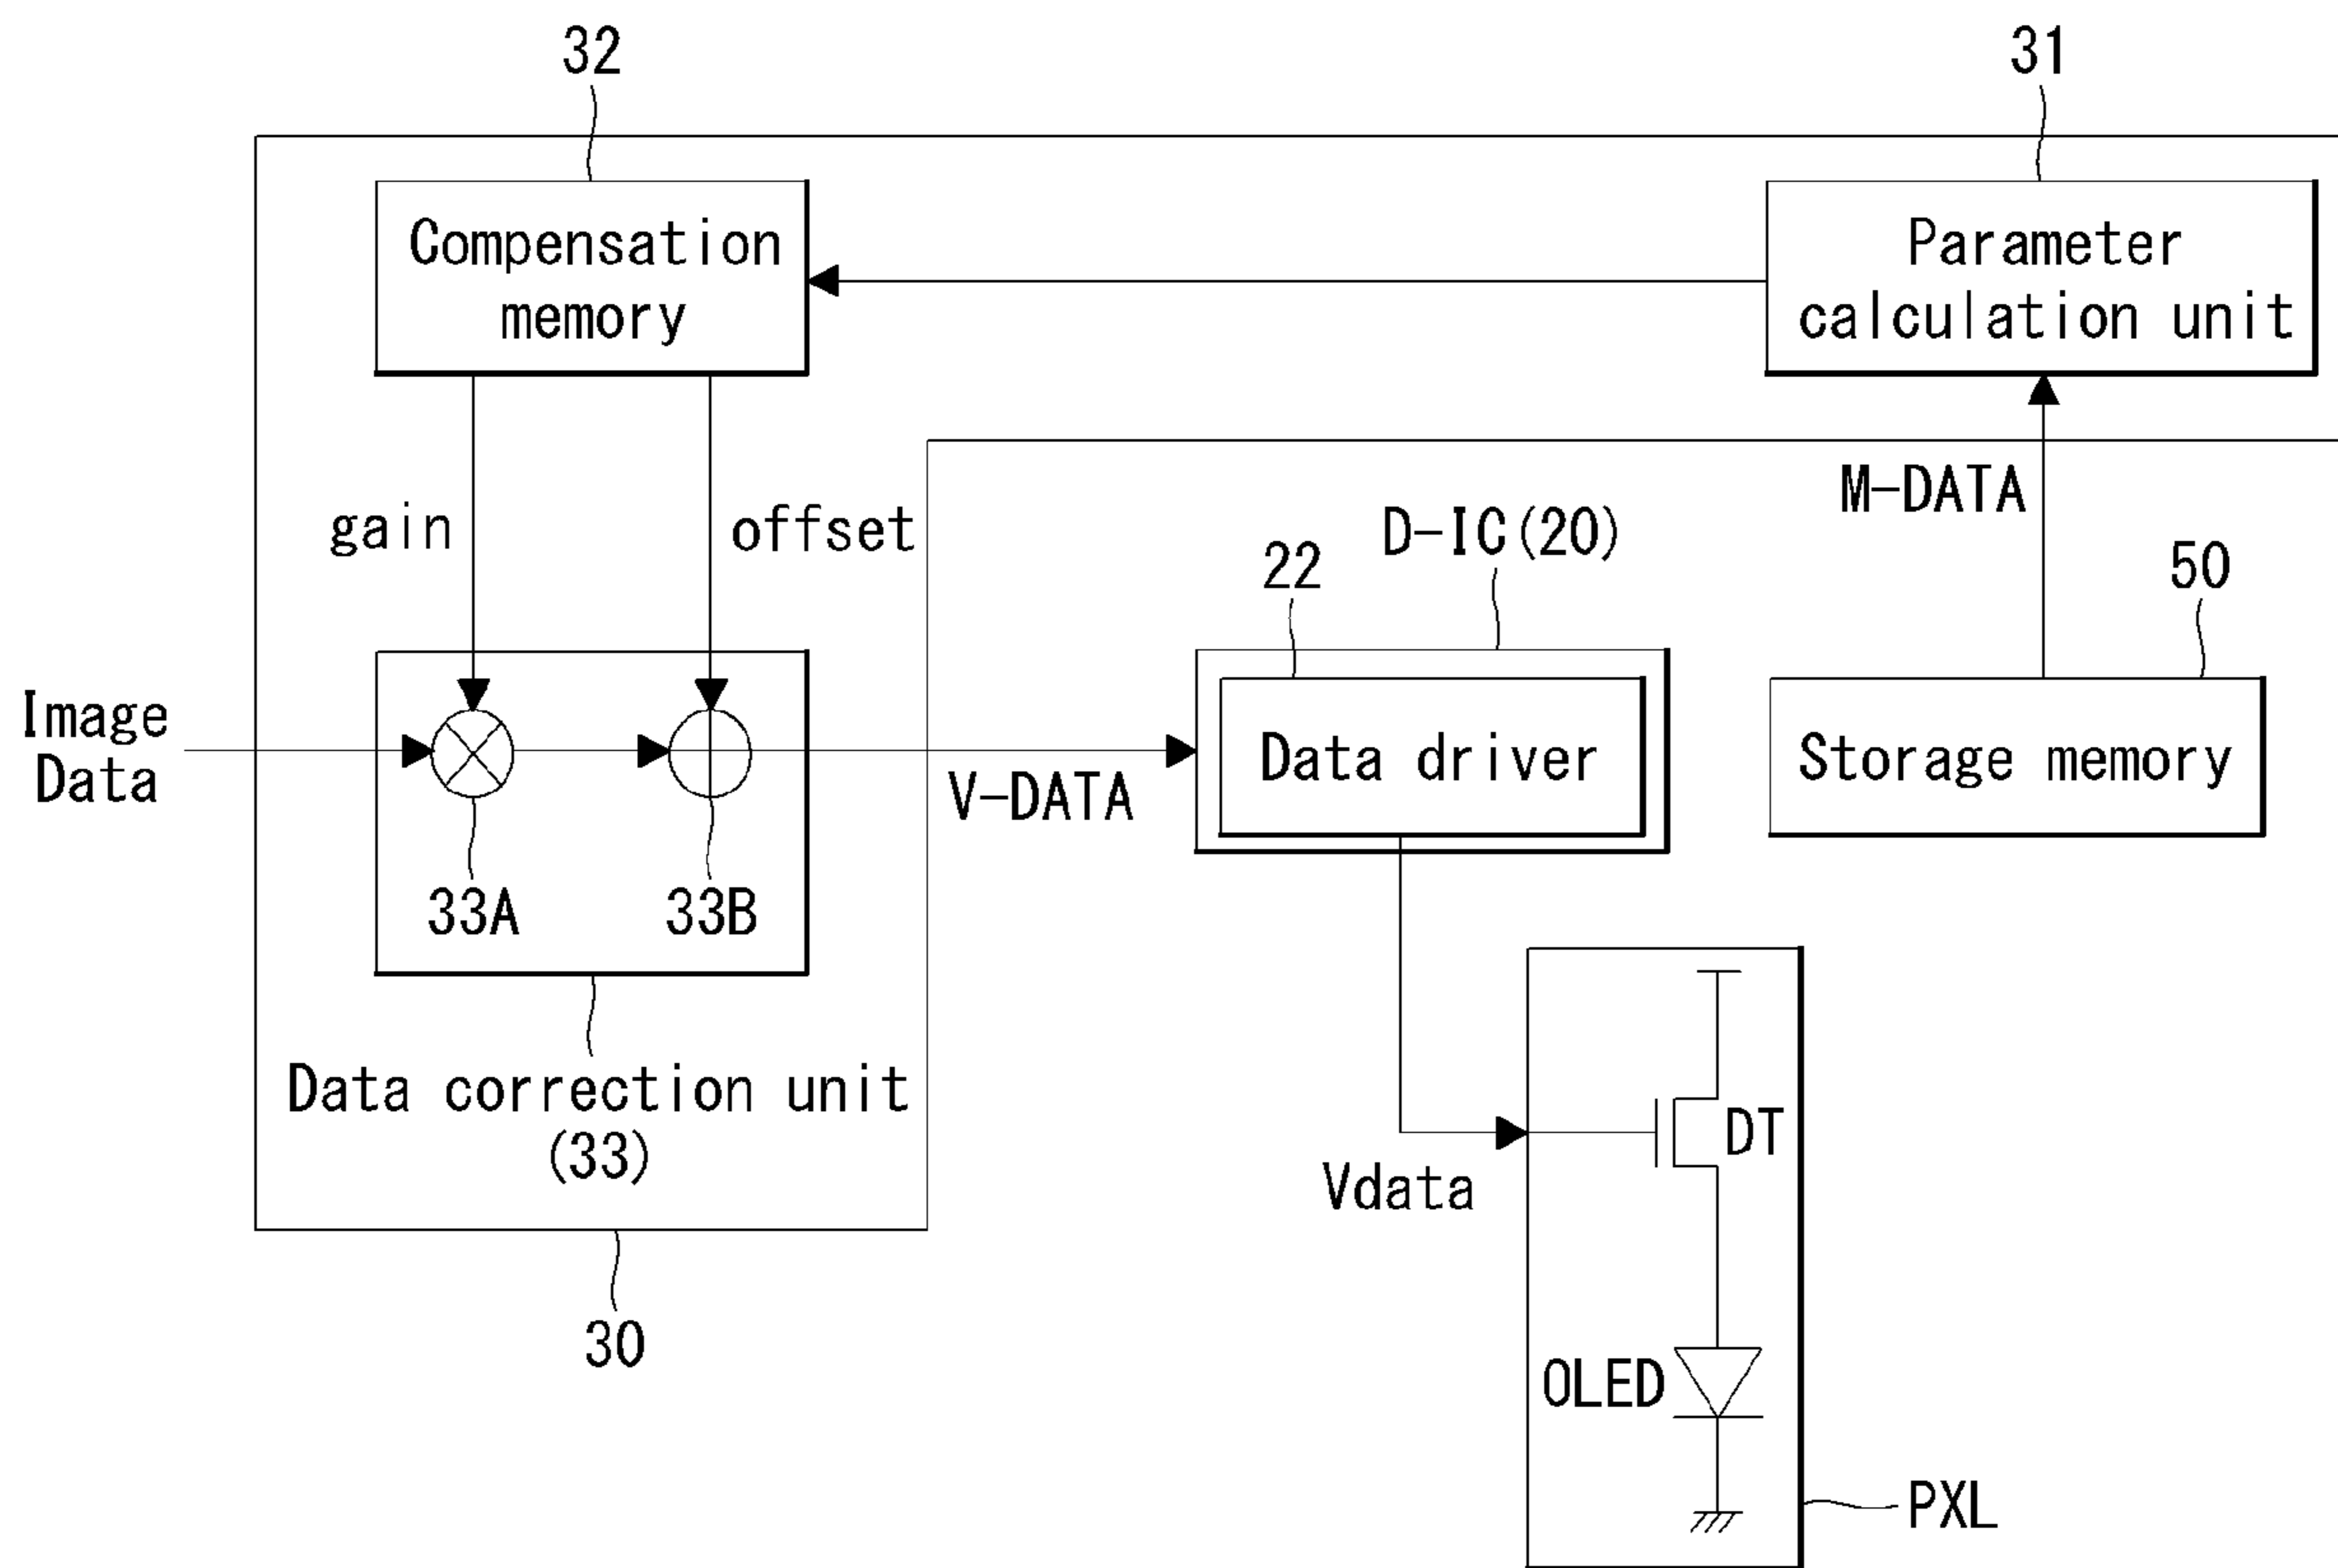 32
31
Compensation
memory
Parameter
calculation unit
gain
offset
M-DATA
D-IC(20)
22
50
Image
Data
Data driver
Storage memory
V-DATA
33A
33B
Data correction unit
(33)
DT
Vdata
30
OLED
PXL